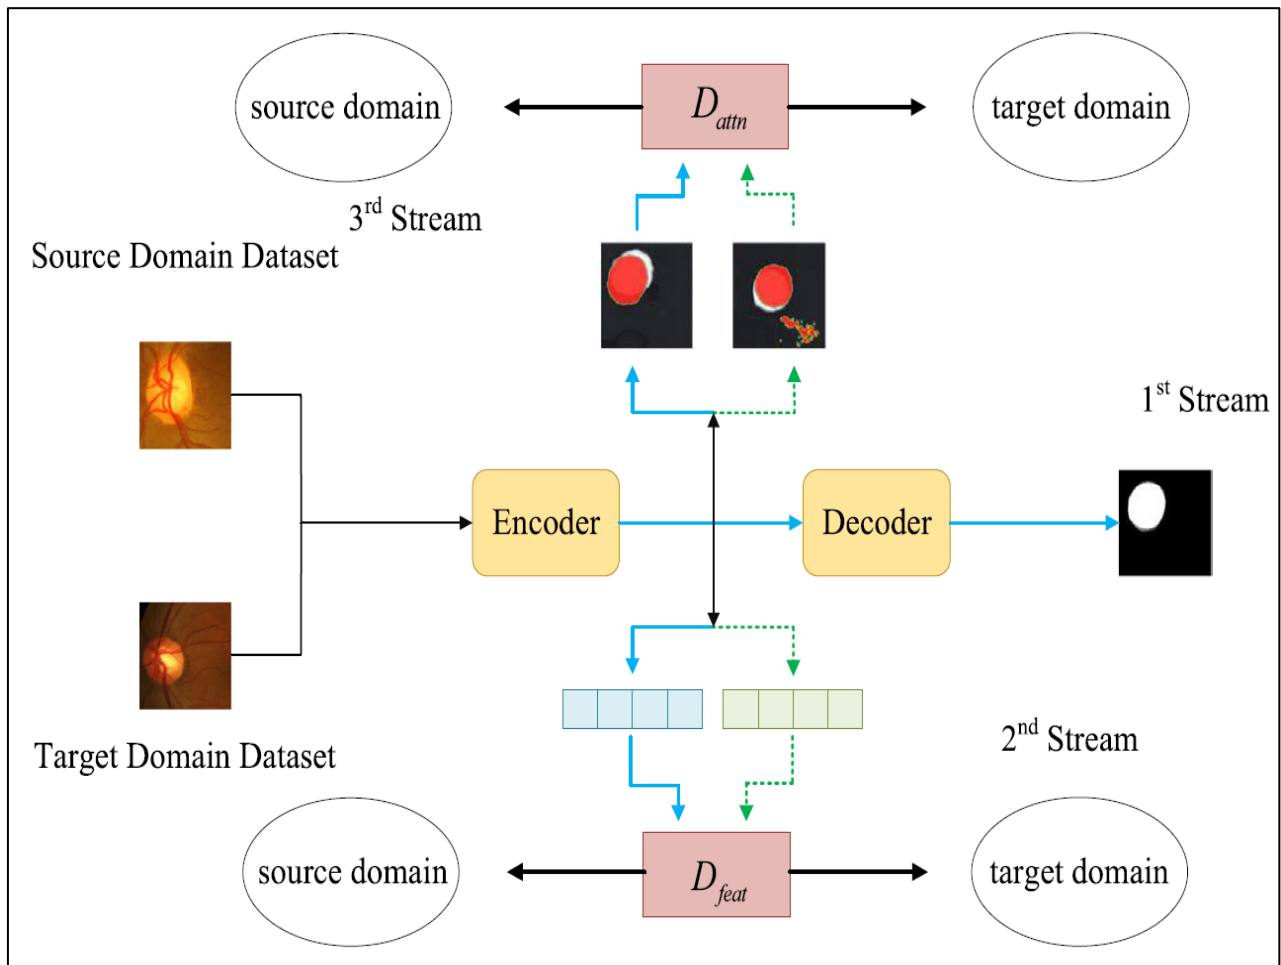 source domain
D_attn
target domain
3rd Stream
Source Domain Dataset
1st Stream
Encoder
Decoder
2nd Stream
Target Domain Dataset
source domain
D_feat
target domain